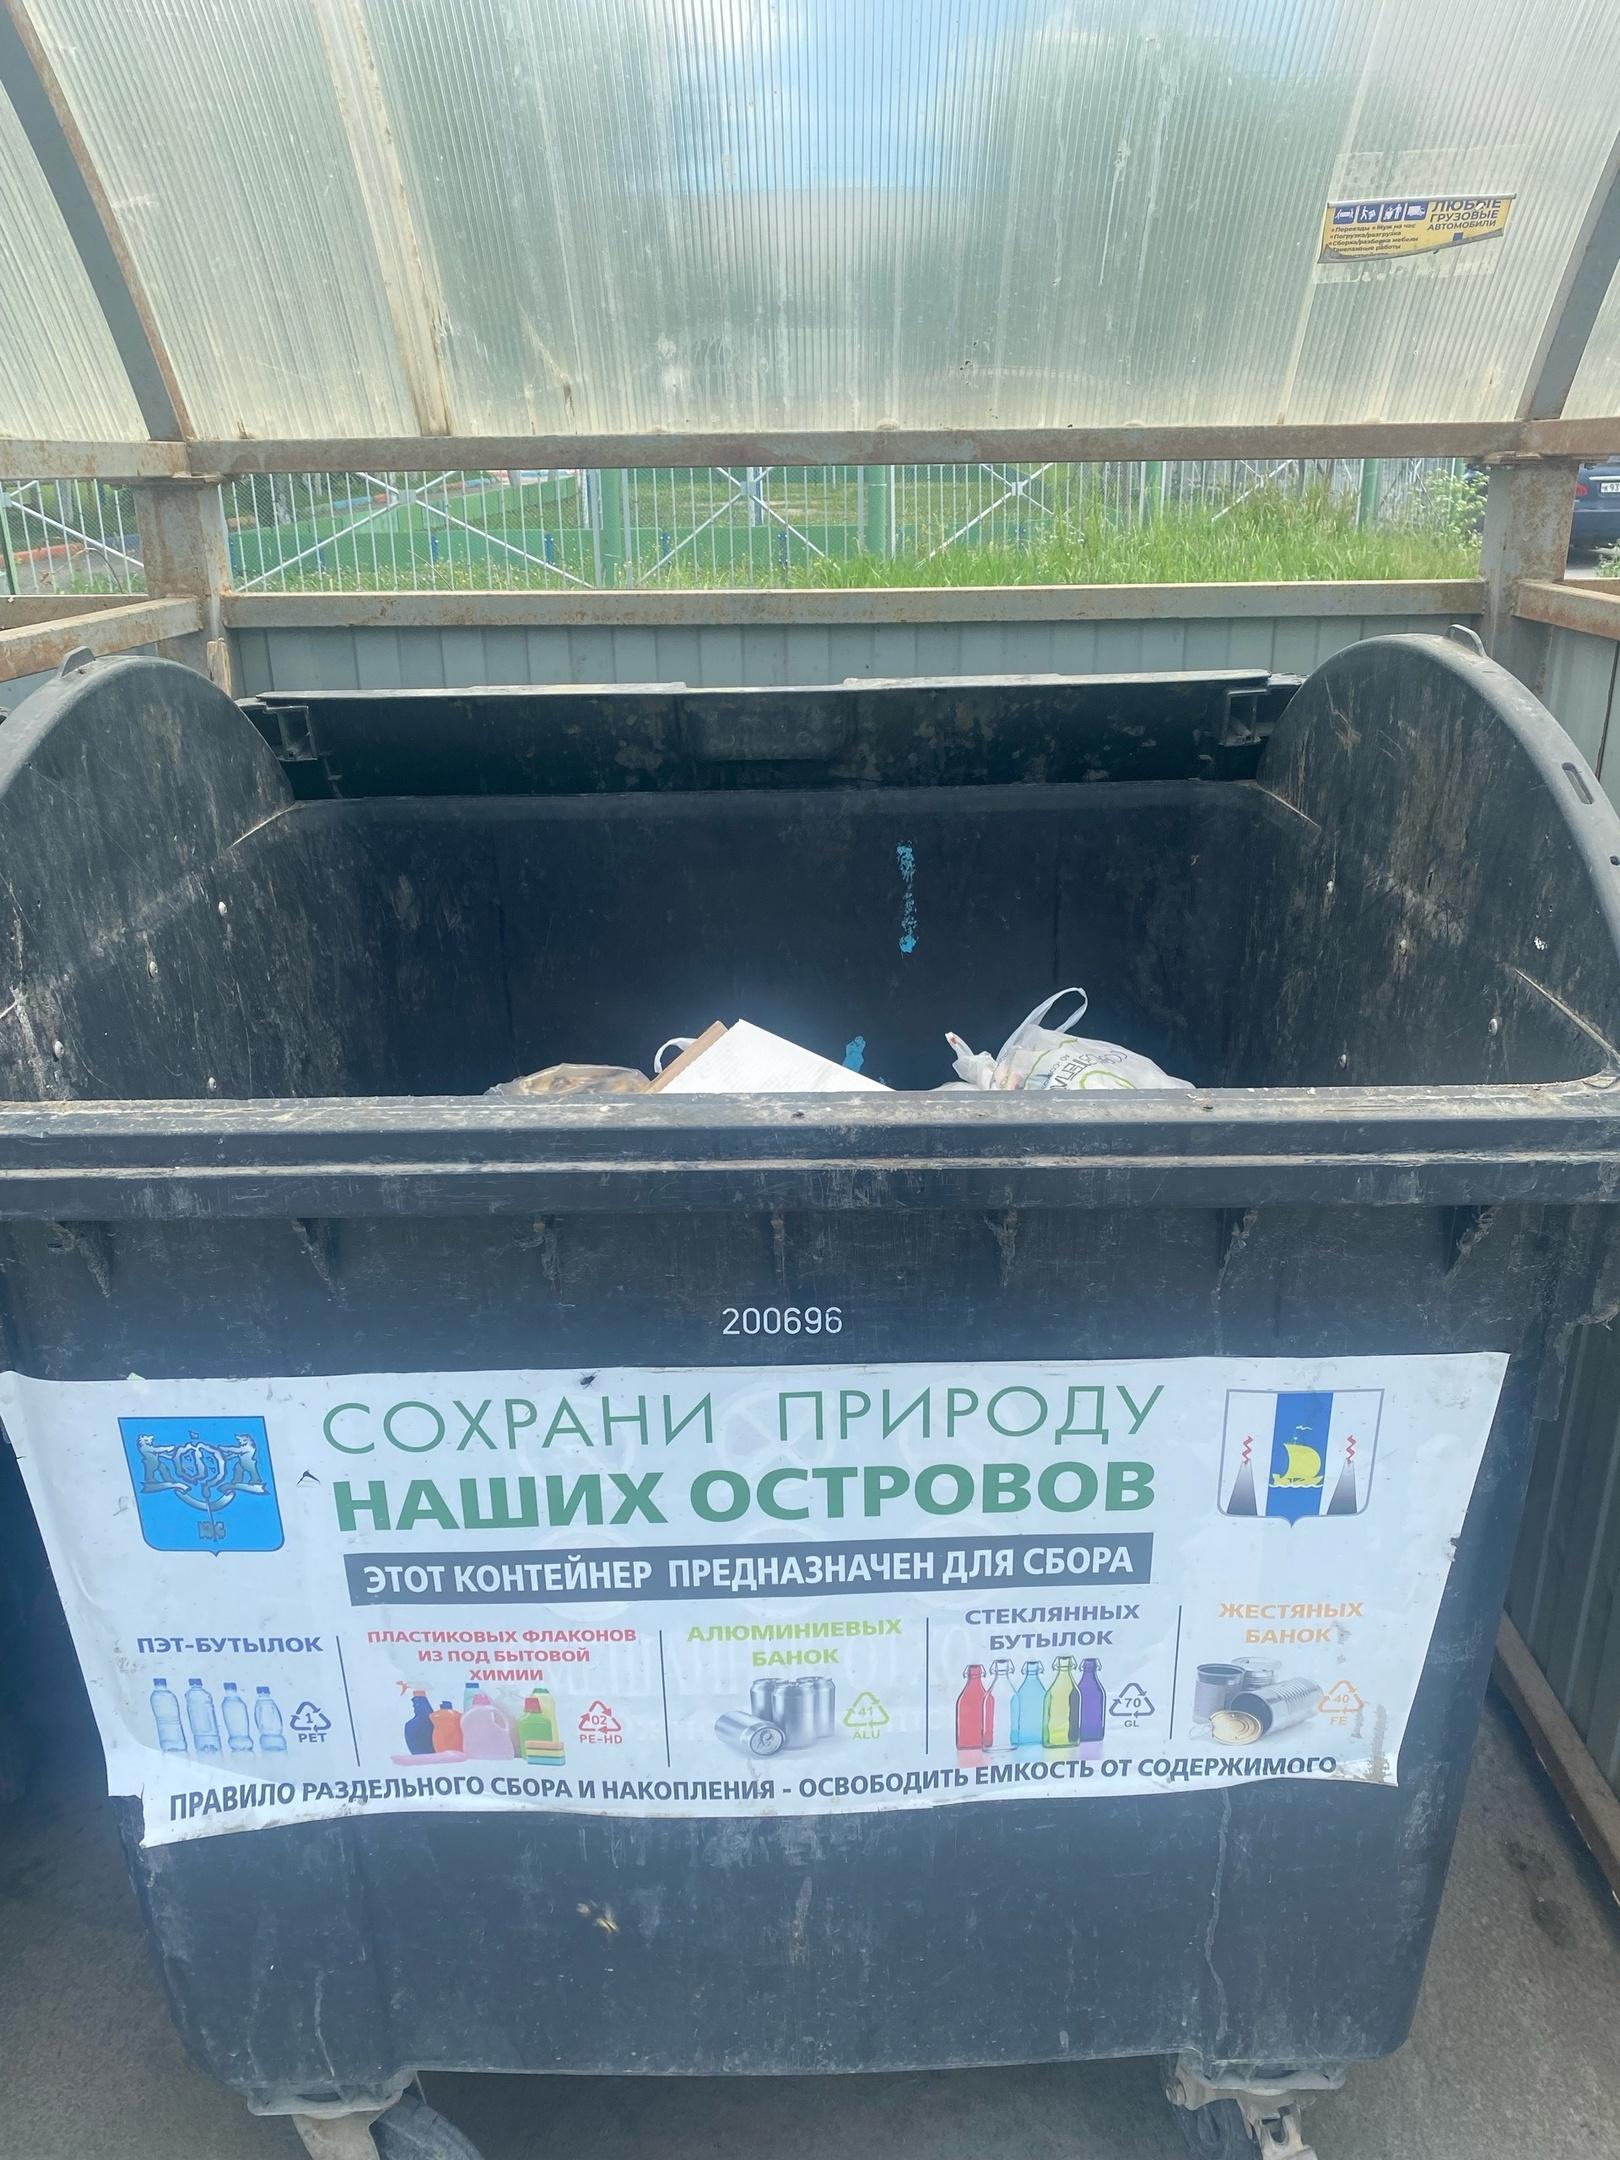 ЛЮБЫЕ
ГРУЗОВЫЕ
АВТОМОБИЛИ
•Переезды •Муж на час
•Погрузка/разгрузка
•Сборка/разборка мебели
Такелажные работы
200696
СОХРАНИ ПРИРОДУ
НАШИХ ОСТРОВОВ
ЭТОТ КОНТЕЙНЕР ПРЕДНАЗНАЧЕН ДЛЯ СБОРА
ПЭТ-БУТЫЛОК
1
PET
ПЛАСТИКОВЫХ ФЛАКОНОВ
ИЗ ПОД БЫТОВОЙ
ХИМИИ
02
PE-HD
АЛЮМИНИЕВЫХ
БАНОК
41
ALU
СТЕКЛЯННЫХ
БУТЫЛОК
70
GL
ЖЕСТЯНЫХ
БАНОК
40
FE
ПРАВИЛО РАЗДЕЛЬНОГО СБОРА И НАКОПЛЕНИЯ - ОСВОБОДИТЬ ЕМКОСТЬ ОТ СОДЕРЖИМОГО